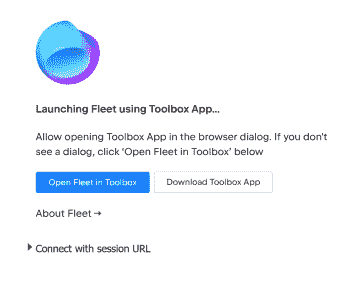 Launching Fleet using Toolbox App...
Allow opening Toolbox App in the browser dialog. If you don't
see a dialog, click 'Open Fleet in Toolbox' below
Open Fleet in Toolbox
Download Toolbox App
About Fleet →
Connect with session URL